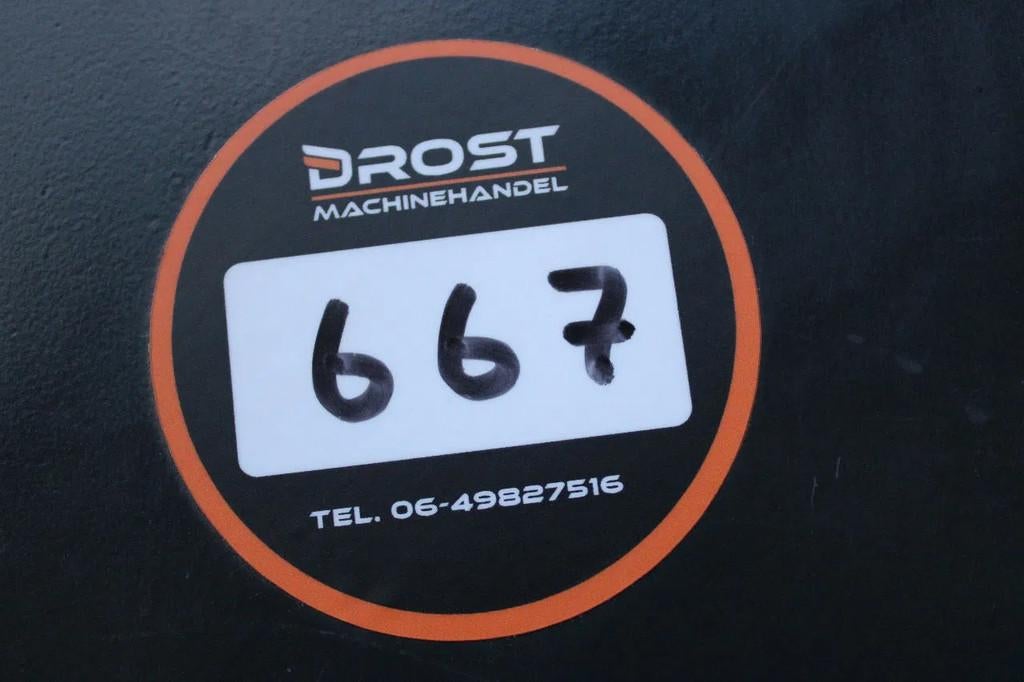 DROST
MACHINEHANDEL
667
TEL. 06-49827516